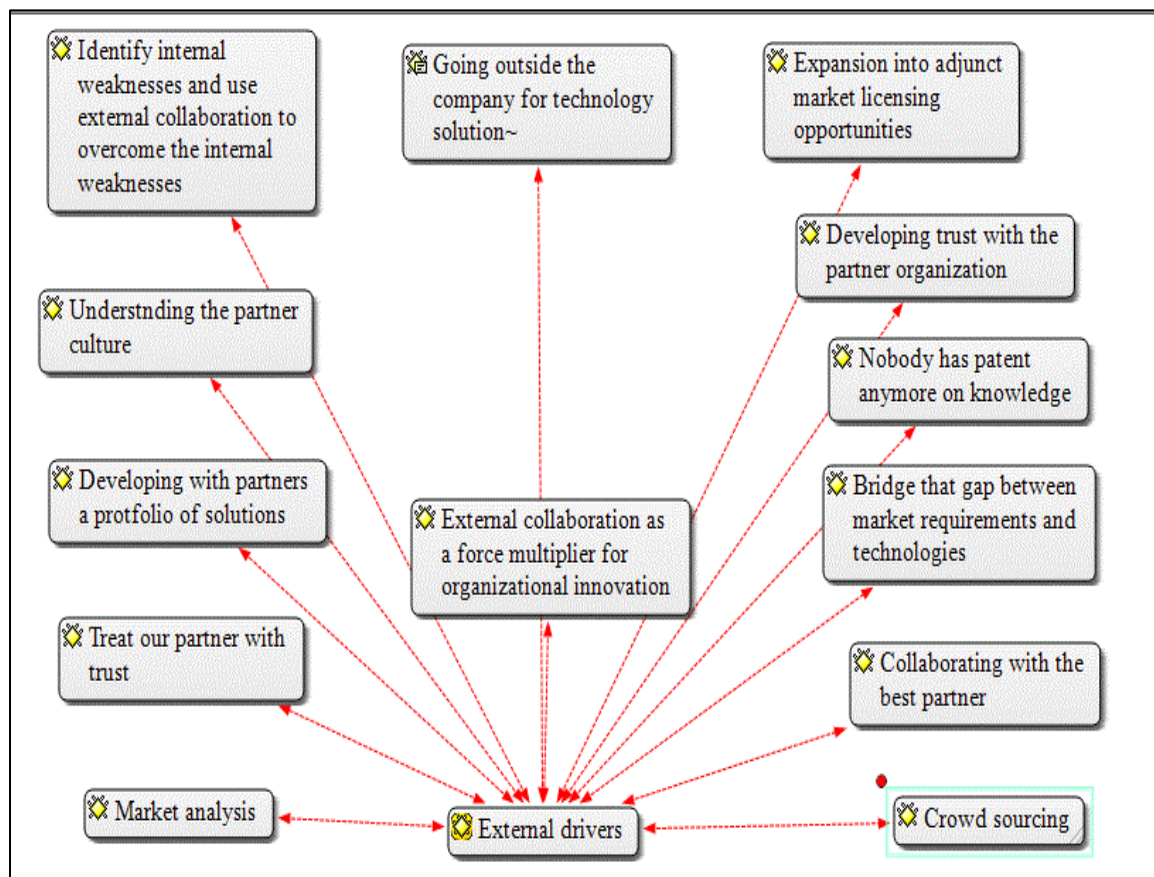 Identify internal
weaknesses and use
external collaboration to
overcome the internal
weaknesses
Going outside the
company for technology
solution~
Expansion into adjunct
market licensing
opportunities
Developing trust with the
partner organization
Understnding the partner
culture
Nobody has patent
anymore on knowledge
Developing with partners
a protfolio of solutions
External collaboration as
a force multiplier for
organizational innovation
Bridge that gap between
market requirements and
technologies
Treat our partner with
trust
Collaborating with the
best partner
Market analysis
External drivers
Crowd sourcing